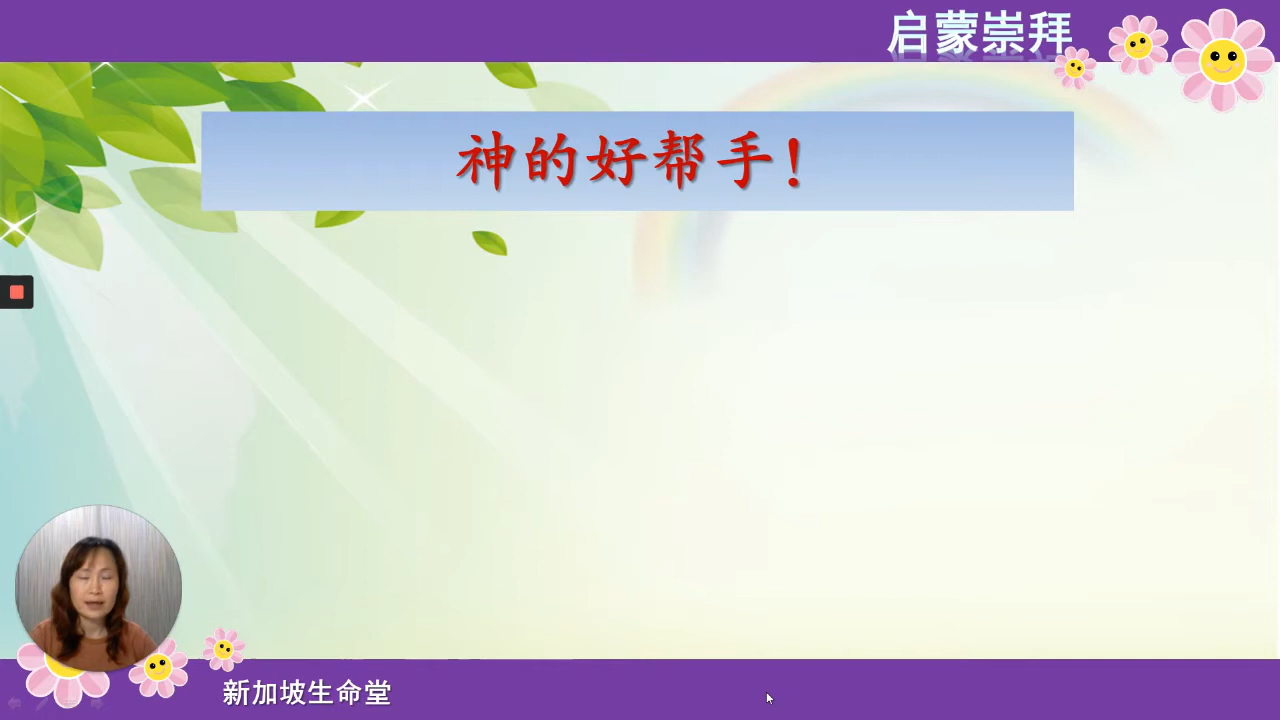 启蒙崇拜
神的好帮手！
新加坡生命堂